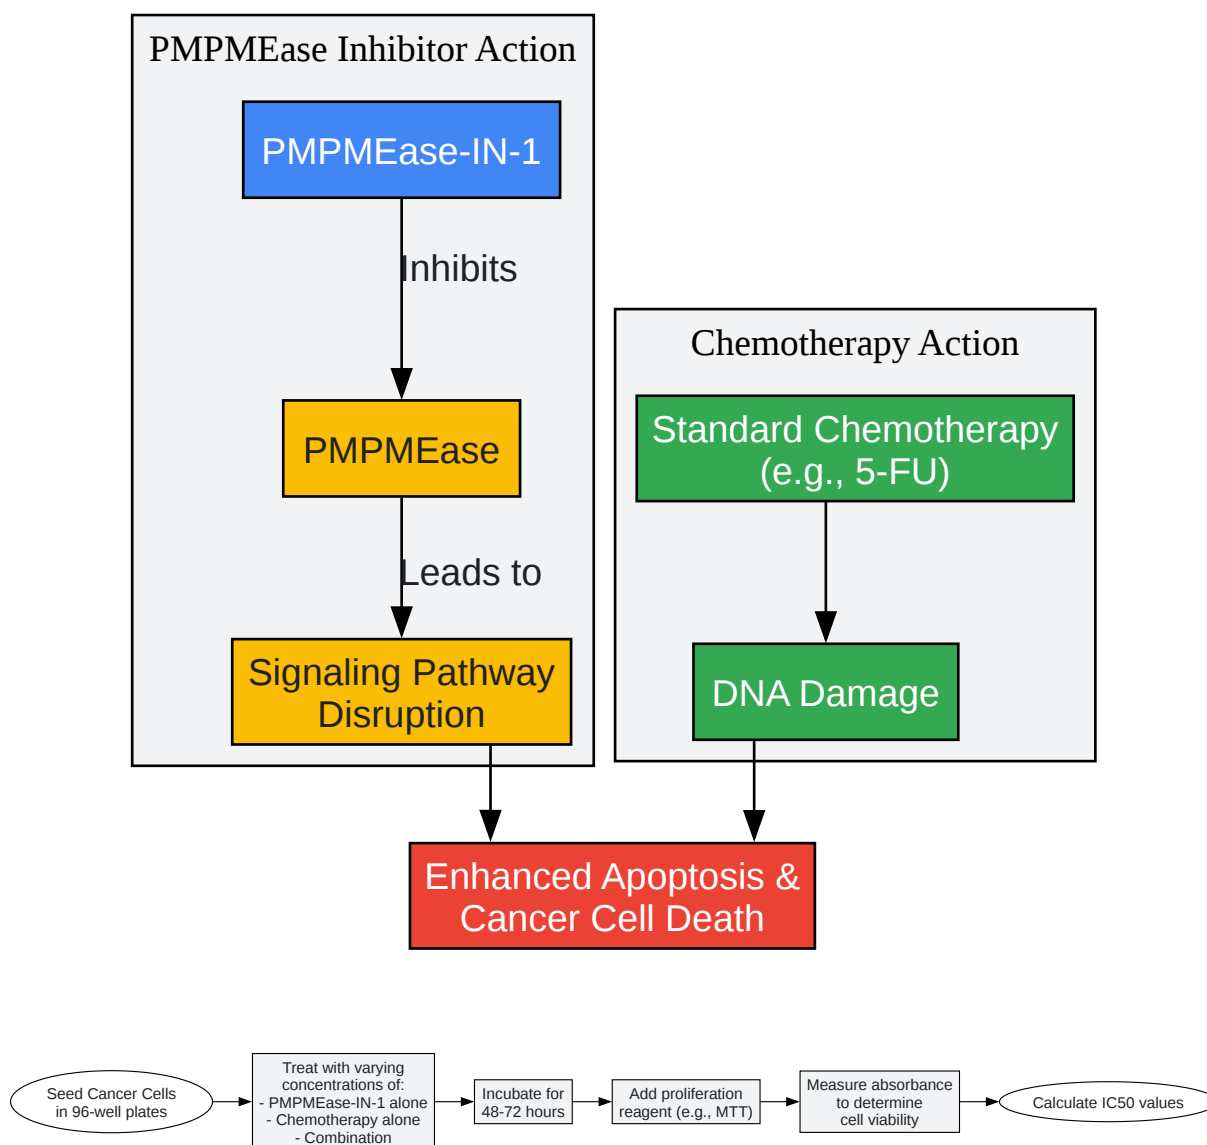 PMPMEase Inhibitor Action
PMPMEase-IN-1
Inhibits
PMPMEase
Leads to
Signaling Pathway
Disruption
Chemotherapy Action
Standard Chemotherapy
(e.g., 5-FU)
DNA Damage
Enhanced Apoptosis &
Cancer Cell Death
Seed Cancer Cells
in 96-well plates
Treat with varying
concentrations of:
- PMPMEase-IN-1 alone
- Chemotherapy alone
- Combination
Incubate for
48-72 hours
Add proliferation
reagent (e.g., MTT)
Measure absorbance
to determine
cell viability
Calculate IC50 values